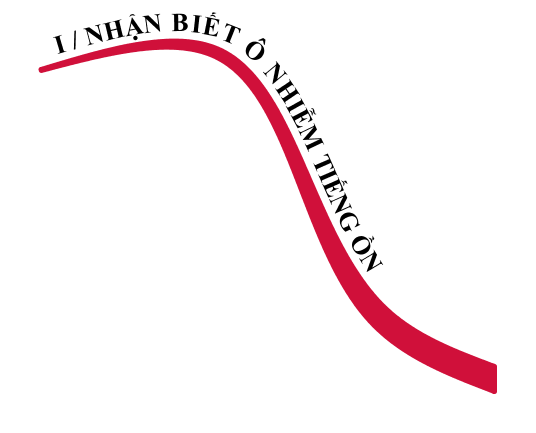 I / NHẬN BIẾT Ô NHIỄM TIẾNG ỒN